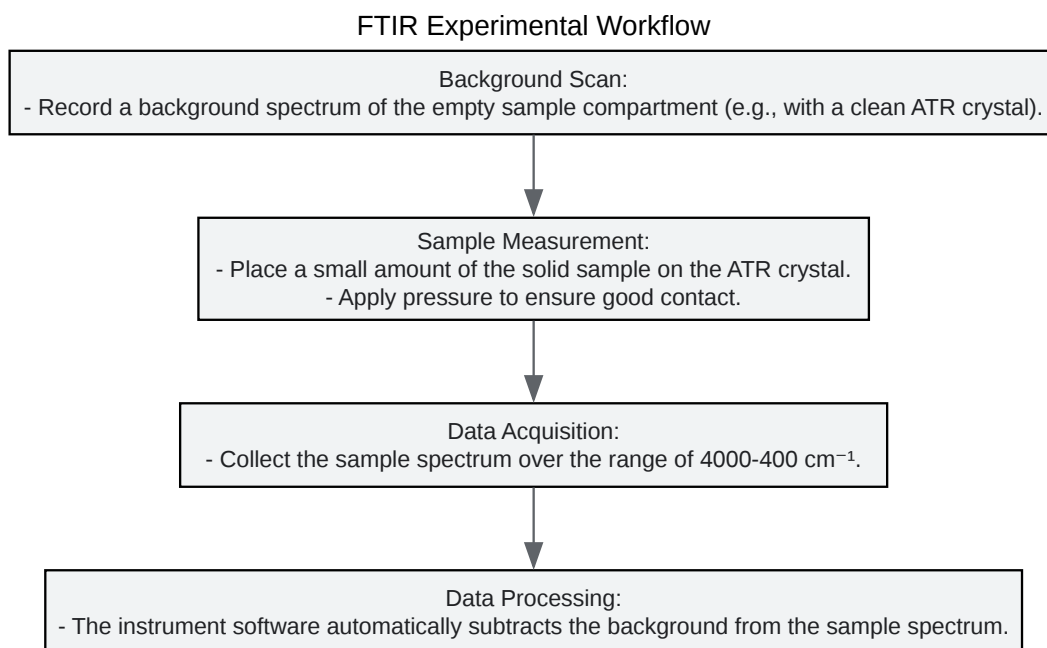 FTIR Experimental Workflow
Background Scan:
- Record a background spectrum of the empty sample compartment (e.g., with a clean ATR crystal).
Sample Measurement:
- Place a small amount of the solid sample on the ATR crystal.
- Apply pressure to ensure good contact.
Data Acquisition:
- Collect the sample spectrum over the range of 4000-400 cm⁻¹.
Data Processing:
- The instrument software automatically subtracts the background from the sample spectrum.